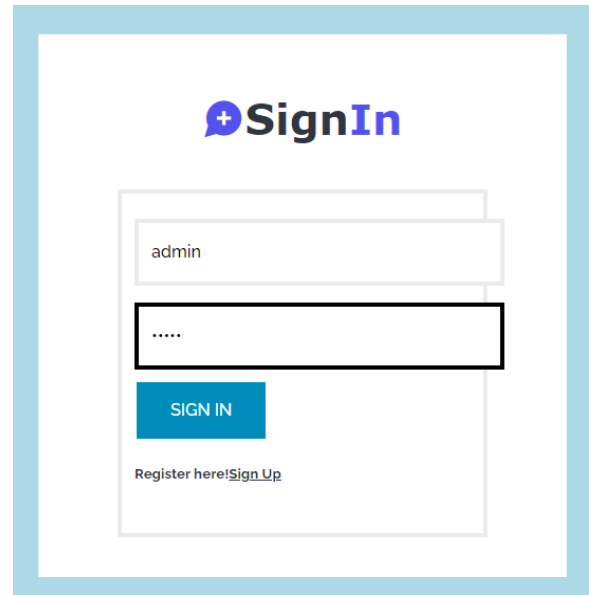 SignIn
admin
•••••
SIGN IN
Register here!Sign Up